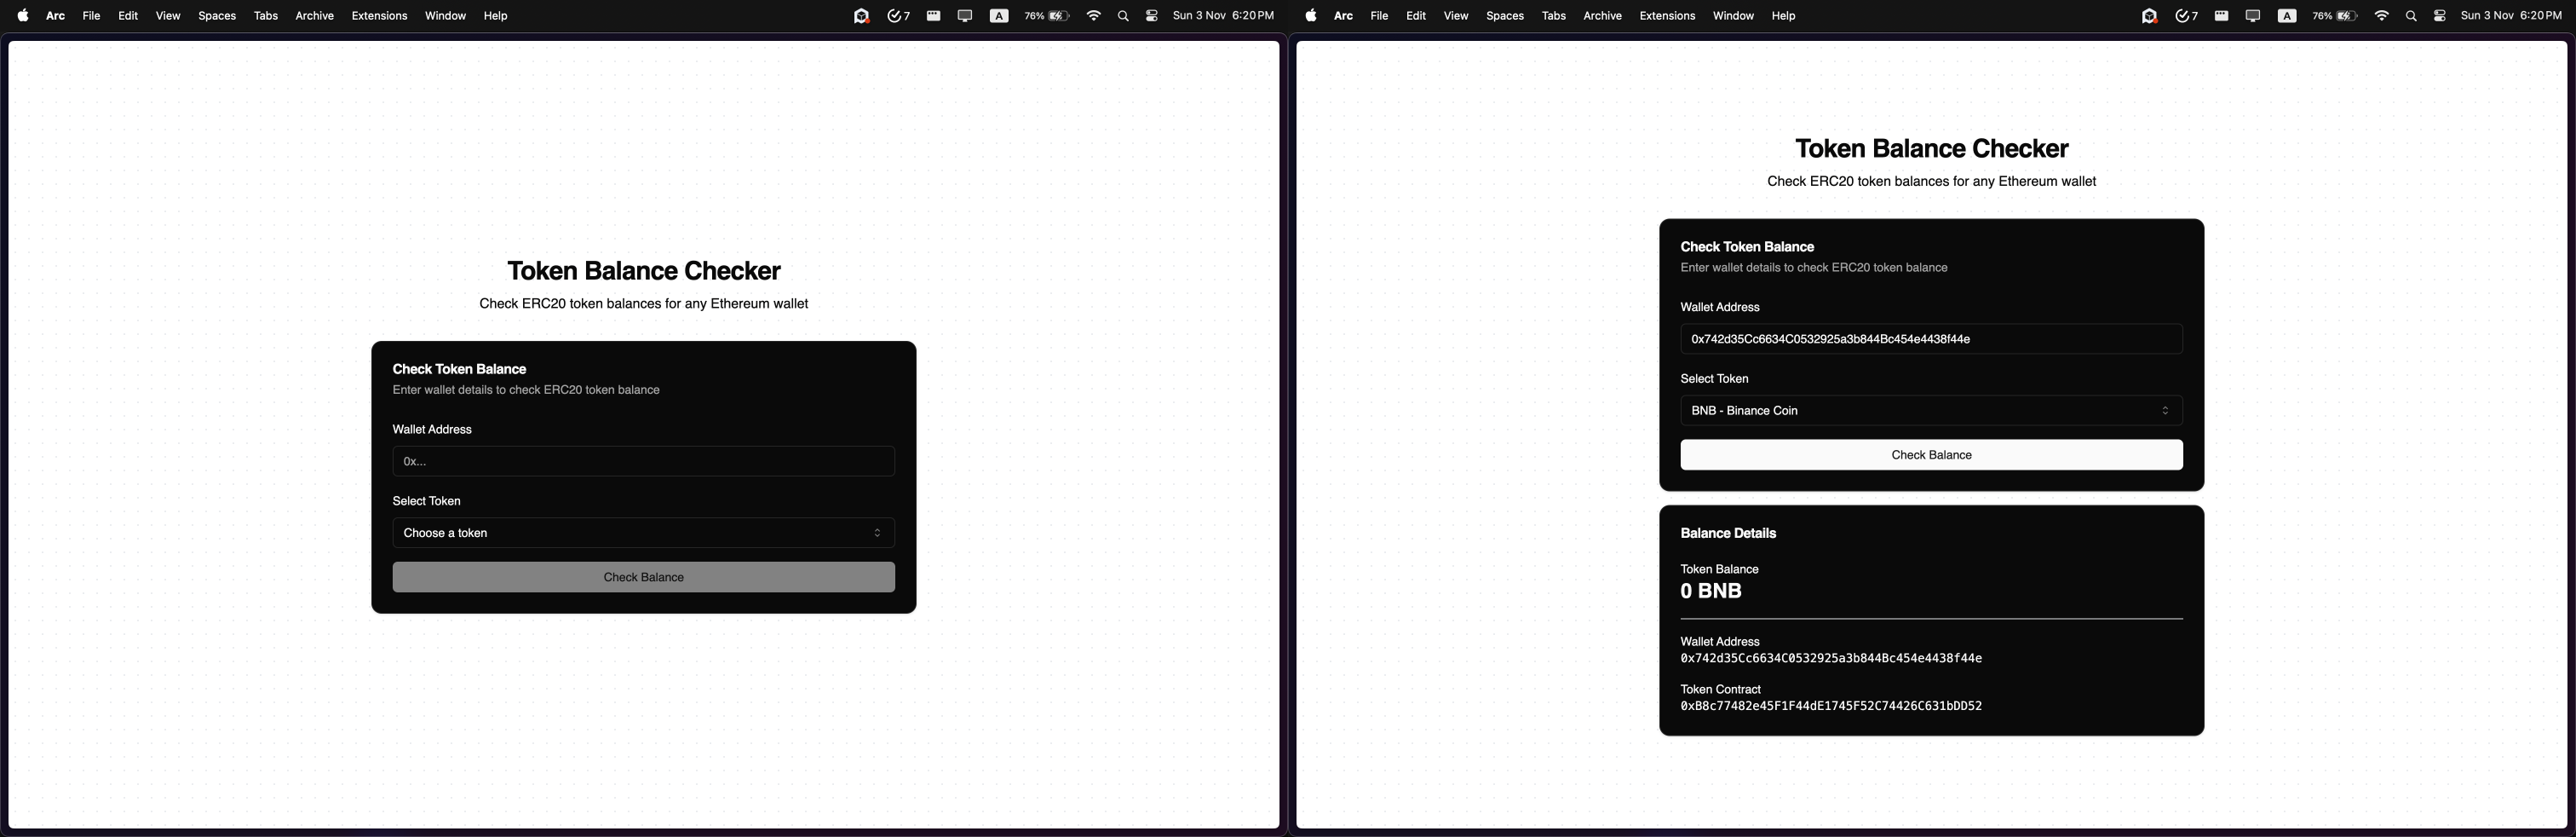 Arc File Edit View Spaces Tabs Archive Extensions Window Help 7 A 76% Sun 3 Nov 6:20 PM
Token Balance Checker
Check ERC20 token balances for any Ethereum wallet
Check Token Balance
Enter wallet details to check ERC20 token balance
Wallet Address
0x...
Select Token
Choose a token
Check Balance
Arc File Edit View Spaces Tabs Archive Extensions Window Help 7 A 76% Sun 3 Nov 6:20 PM
Token Balance Checker
Check ERC20 token balances for any Ethereum wallet
Check Token Balance
Enter wallet details to check ERC20 token balance
Wallet Address
0x742d35Cc6634C0532925a3b844Bc454e4438f44e
Select Token
BNB - Binance Coin
Check Balance
Balance Details
Token Balance
0 BNB
Wallet Address
0x742d35Cc6634C0532925a3b844Bc454e4438f44e
Token Contract
0xB8c77482e45F1F44dE1745F52C74426C631bDD52